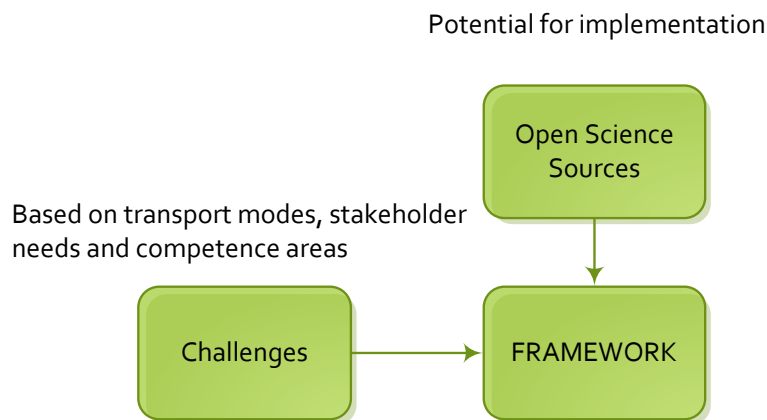 Potential for implementation
Open Science
Sources
Based on transport modes, stakeholder
needs and competence areas
Challenges
FRAMEWORK